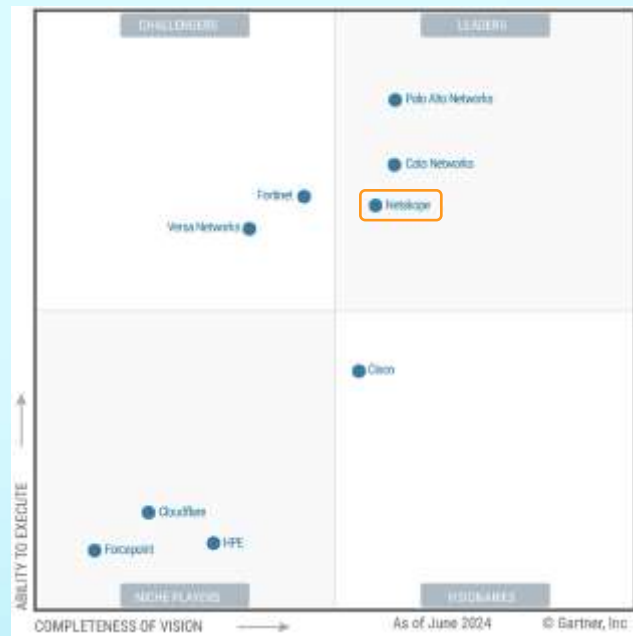 CHALLENGERS
LEADERS
Palo Alto Networks
Cato Networks
Fortinet
Netskope
Versa Networks
Cisco
Cloudflare
HPE
Forcepoint
NICHE PLAYERS
VISIONARIES
ABILITY TO EXECUTE
COMPLETENESS OF VISION
As of June 2024
© Gartner, Inc